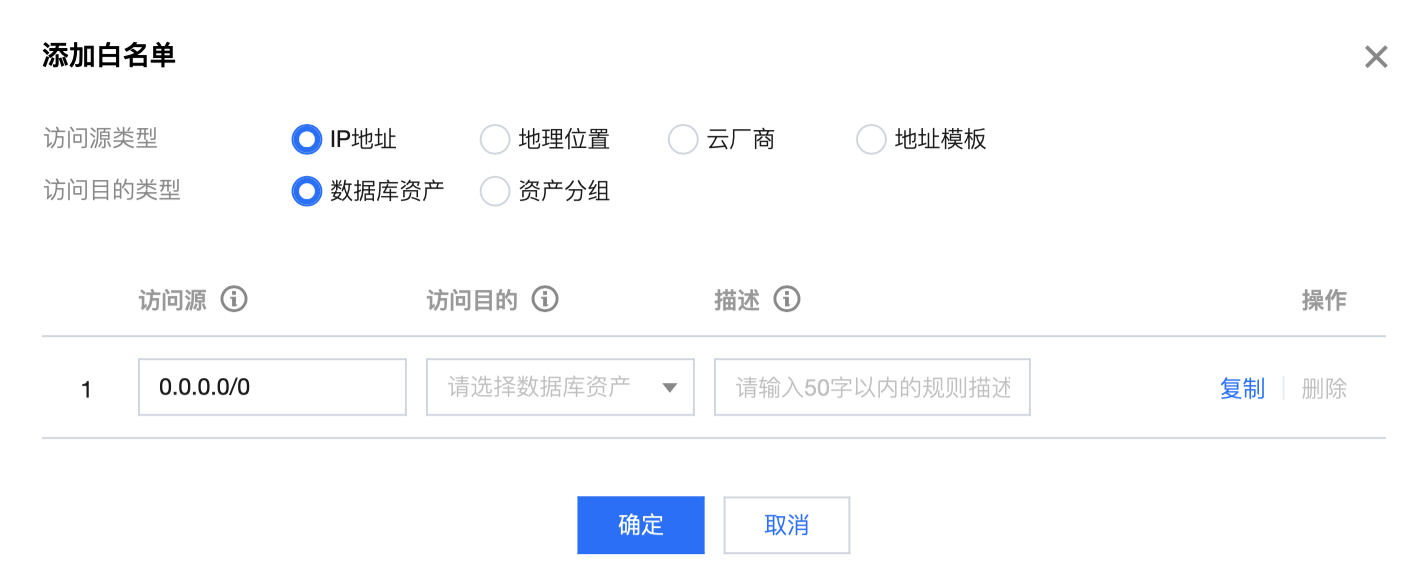 添加白名单
访问源类型 IP地址 地理位置 云厂商 地址模板
访问目的类型 数据库资产 资产分组
访问源 访问目的 描述 操作
1 0.0.0.0/0 请选择数据库资产 请输入50字以内的规则描述 复制 删除
确定 取消